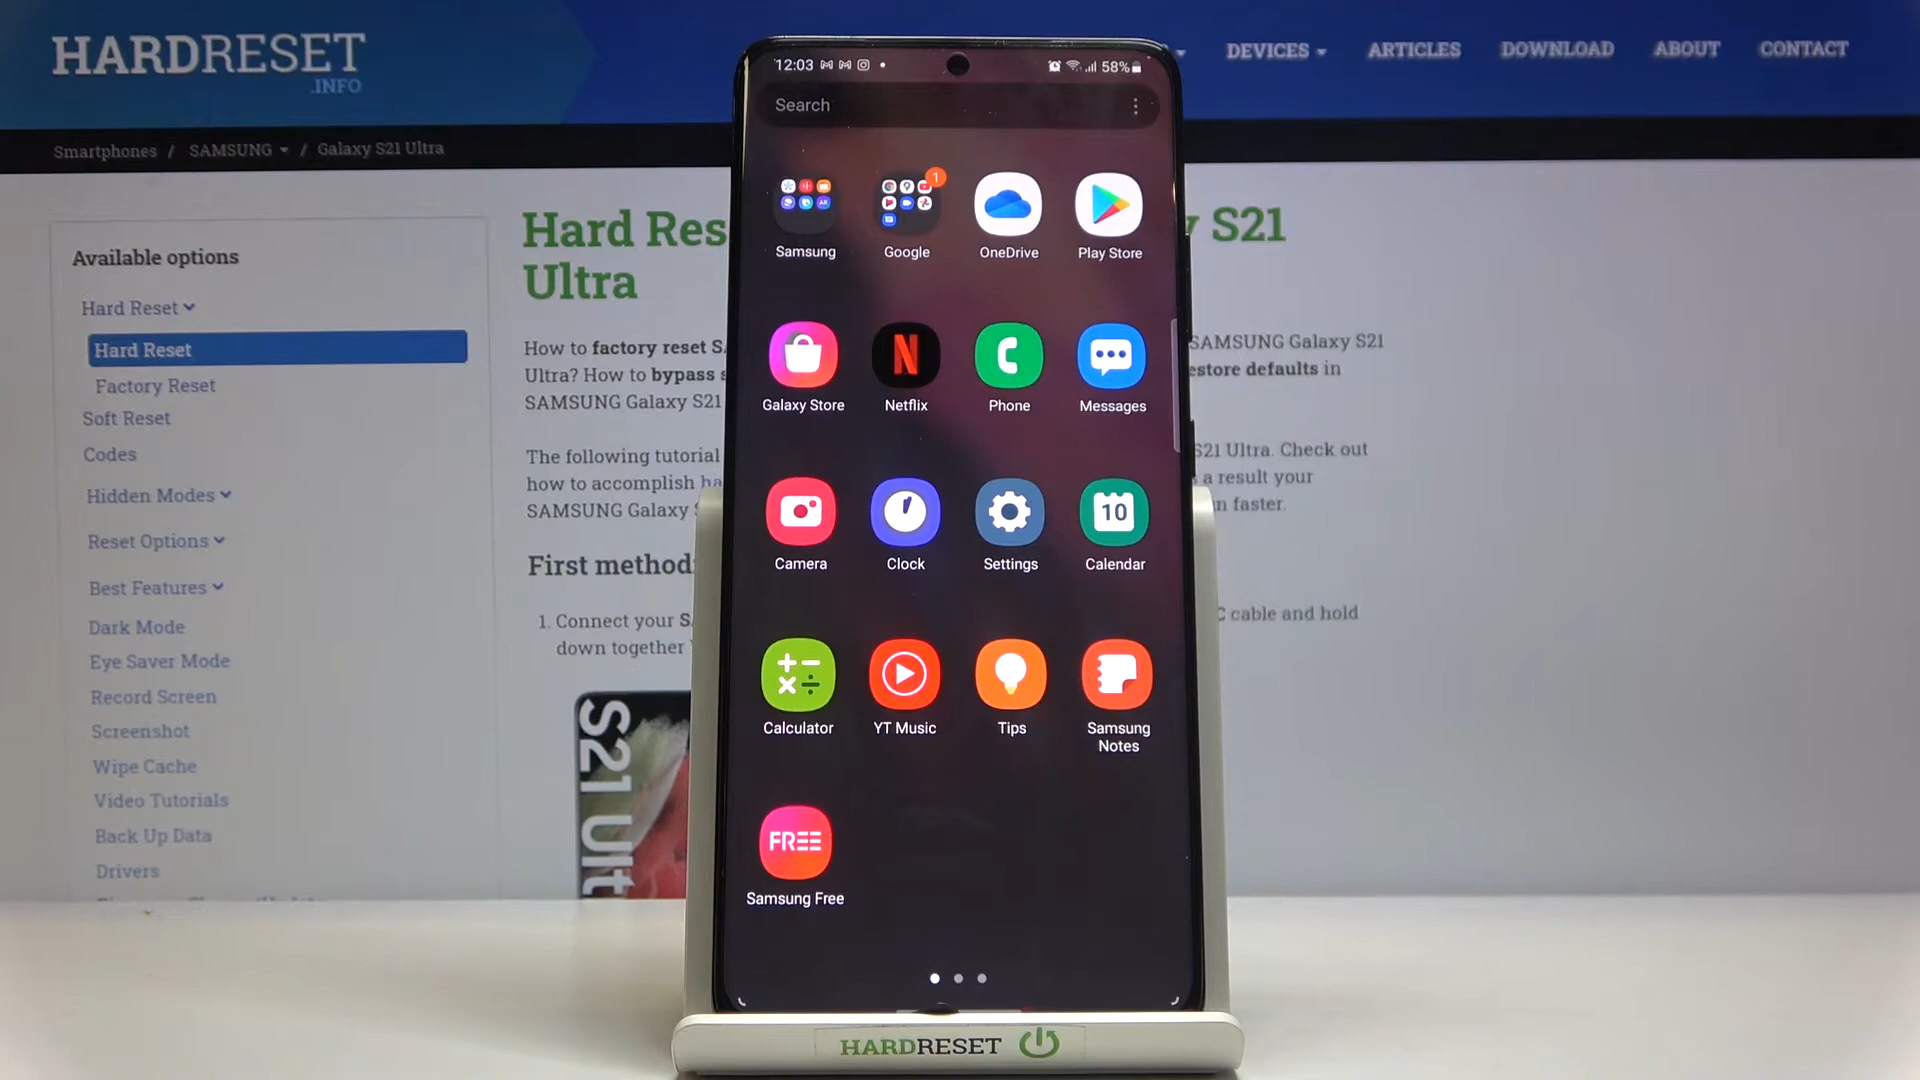 HARDRESET
.INFO
DEVICES
ARTICLES
DOWNLOAD
ABOUT
CONTACT
Smartphones / SAMSUNG / Galaxy S21 Ultra
Available options
Hard Reset
Hard Reset
Factory Reset
Soft Reset
Codes
Hidden Modes
Reset Options
Best Features
Dark Mode
Eye Saver Mode
Record Screen
Screenshot
Wipe Cache
Video Tutorials
Back Up Data
Drivers
Hard Res
S21
Ultra
How to factory reset S
SAMSUNG Galaxy S21
Ultra? How to bypass
estore defaults in
SAMSUNG Galaxy S21
The following tutorial
S21 Ultra. Check out
how to accomplish ha
a result your
SAMSUNG Galaxy
n faster.
First method:
1. Connect your S
C cable and hold
down together
S21 Ult
12:03
58%
Search
1
Samsung
Google
OneDrive
Play Store
Galaxy Store
Netflix
Phone
Messages
10
Camera
Clock
Settings
Calendar
Calculator
YT Music
Tips
Samsung
Notes
FREE
Samsung Free
HARDRESET